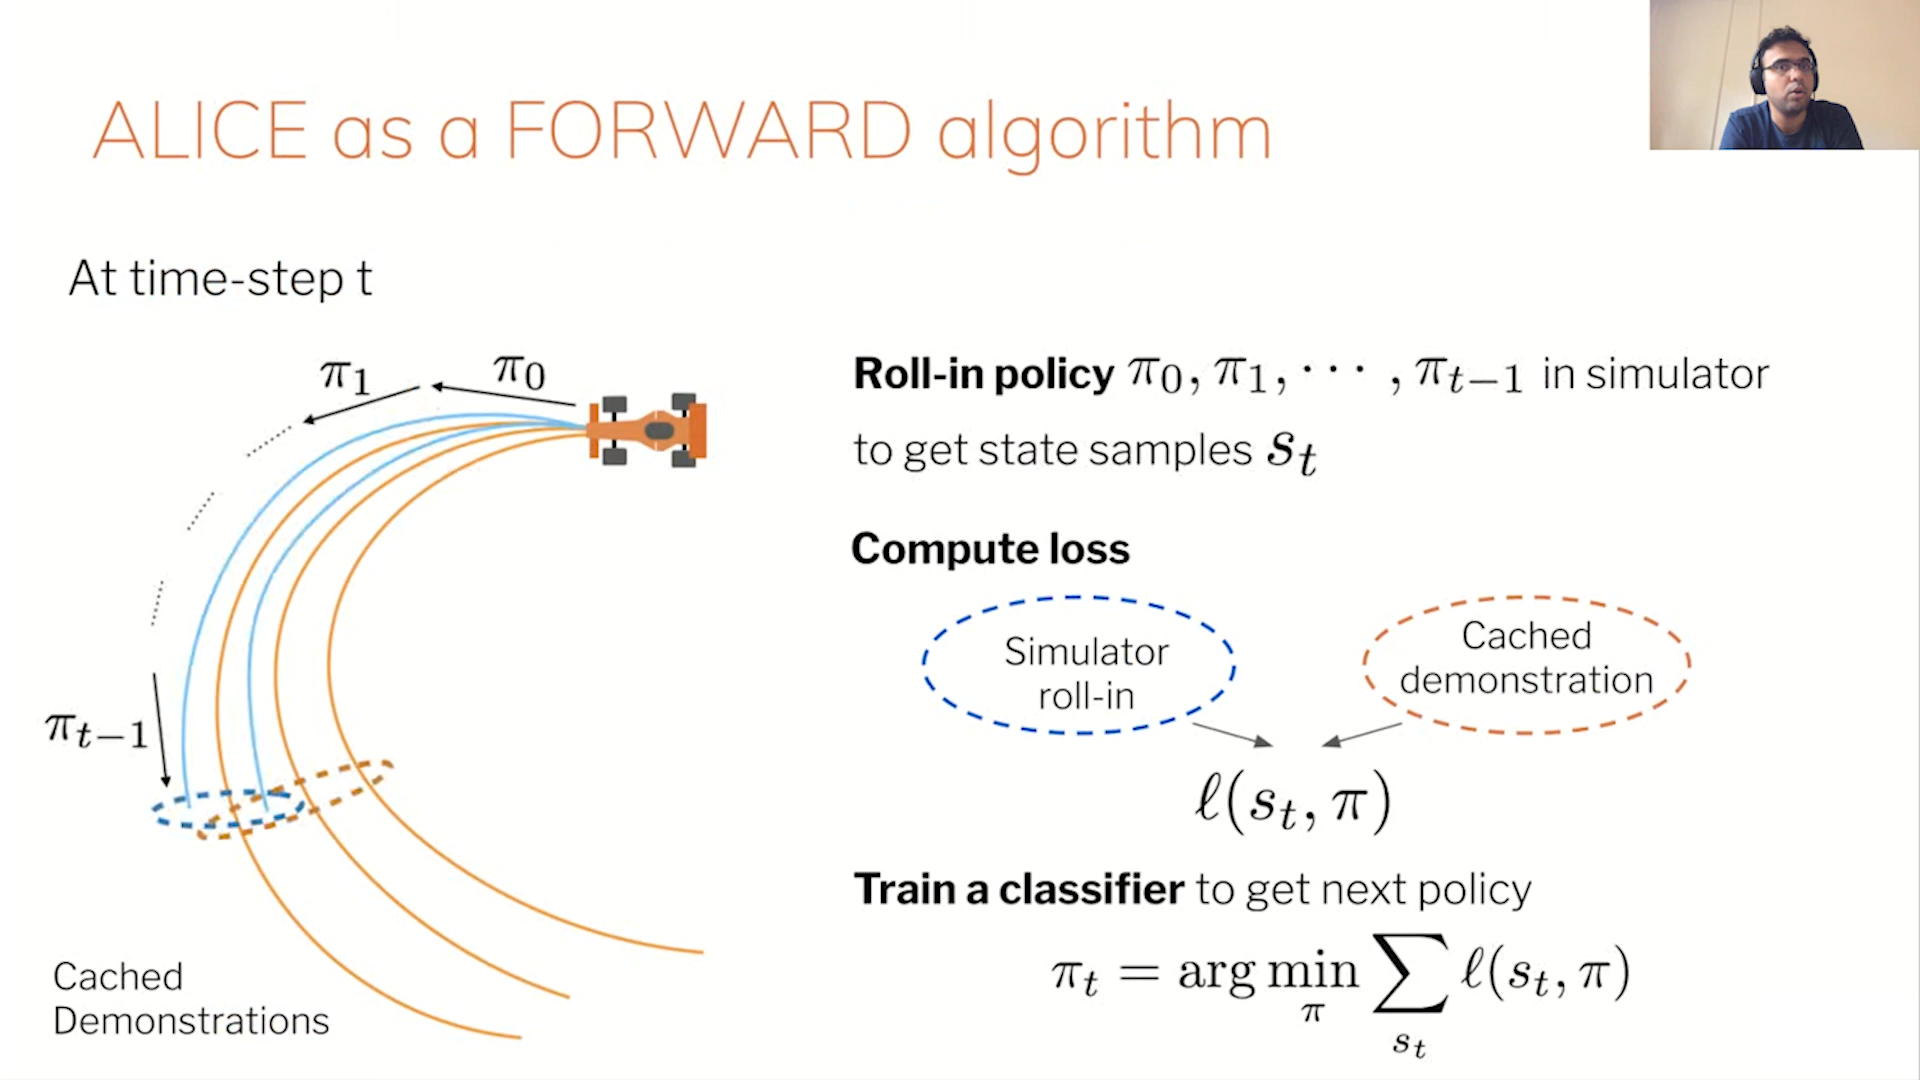 ALICE as a FORWARD algorithm
At time-step t
π₁
π₀
πₜ₋₁
Cached
Demonstrations
Roll-in policy π₀, π₁, ⋯ , πₜ₋₁ in simulator
to get state samples sₜ
Compute loss
Simulator
roll-in
Cached
demonstration
ℓ(sₜ, π)
Train a classifier to get next policy
πₜ = arg min ∑ ℓ(sₜ, π)
π
sₜ